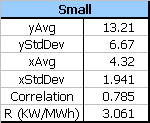 Small
yAvg 13.21
yStdDev 6.67
xAvg 4.32
xStdDev 1.941
Correlation 0.785
R (KW/MWh) 3.061